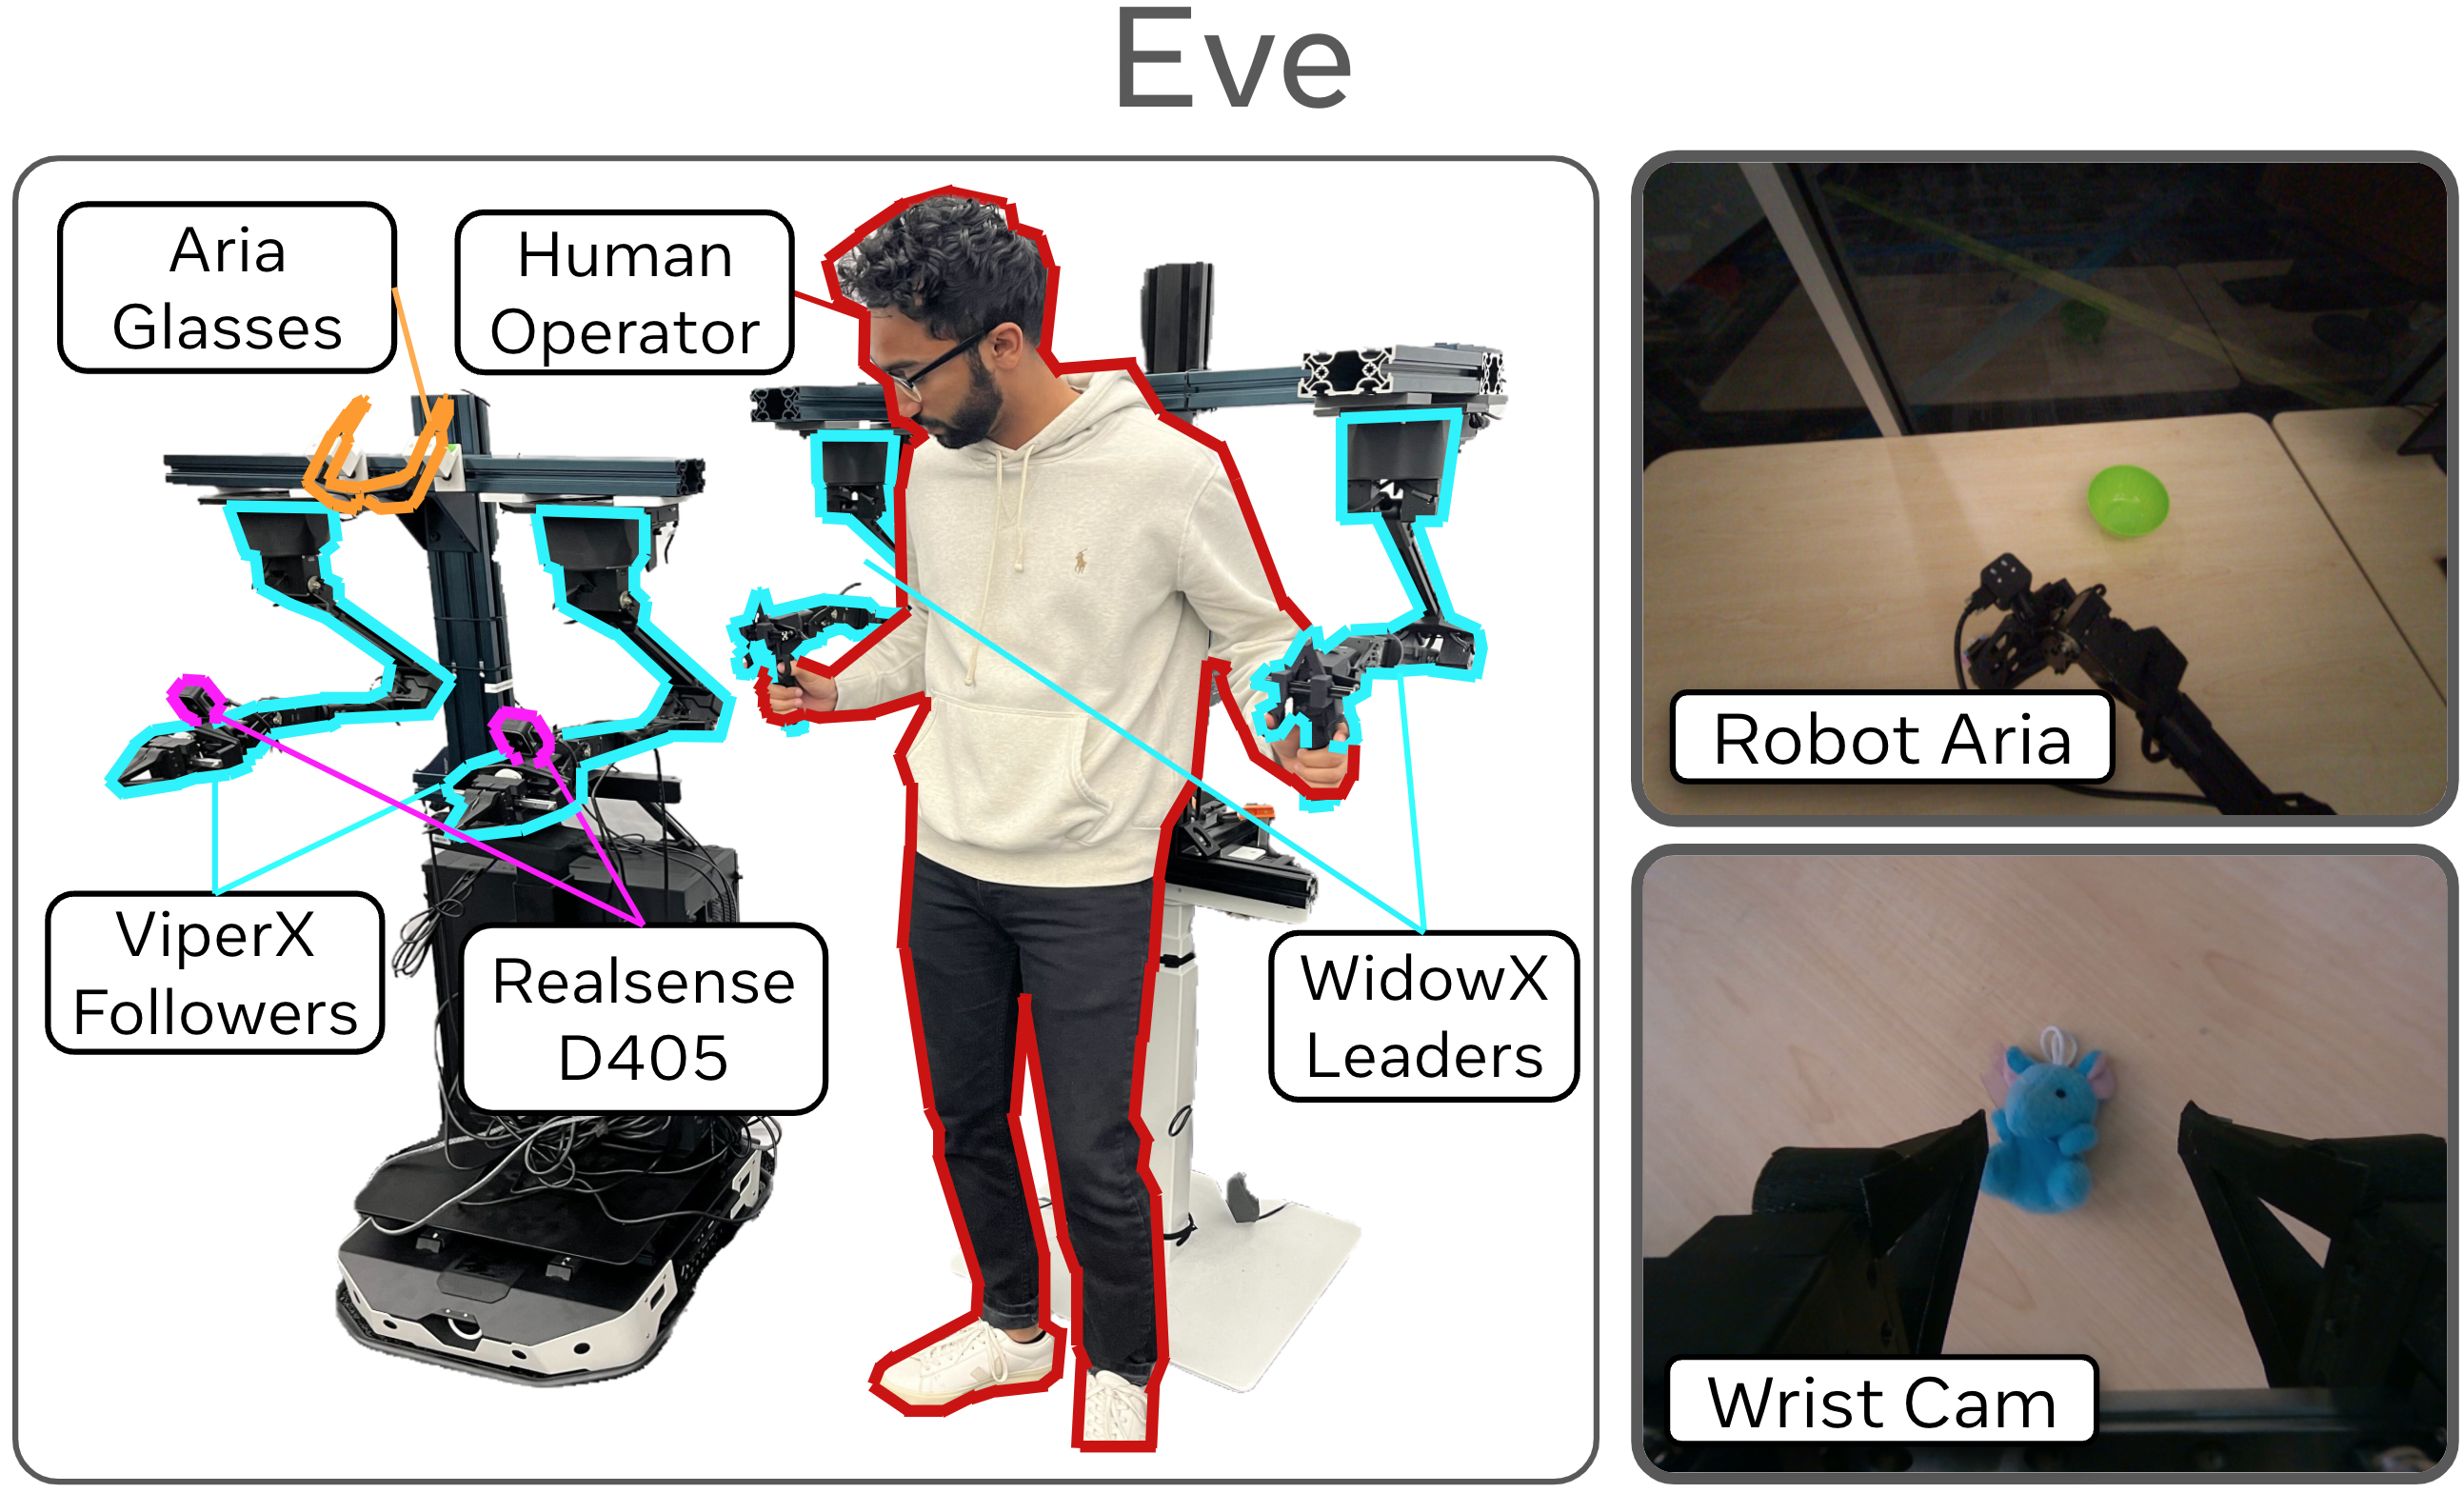 Eve
Aria
Glasses
Human
Operator
ViperX
Followers
Realsense
D405
WidowX
Leaders
Robot Aria
Wrist Cam